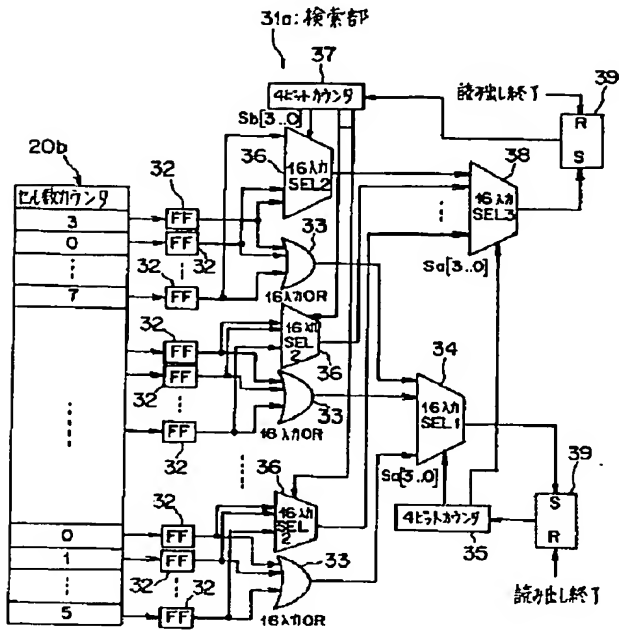 31a:検索部
37
4ビットカウンタ
読み出し終了
39
R
S
Sb[3..0]
20b
セル数カウンタ
3
0
7
0
1
5
32
FF
FF
32
32
FF
36
16入力
SEL2
33
16入力OR
38
16入力
SEL3
Sa[3..0]
32
FF
FF
32
32
FF
16入力
SEL
2
36
33
16入力OR
34
16入力
SEL1
Sa[3..0]
4ビットカウンタ
35
39
S
R
読み出し終了
32
FF
FF
32
32
FF
36
16入力
SEL
2
33
16入力OR